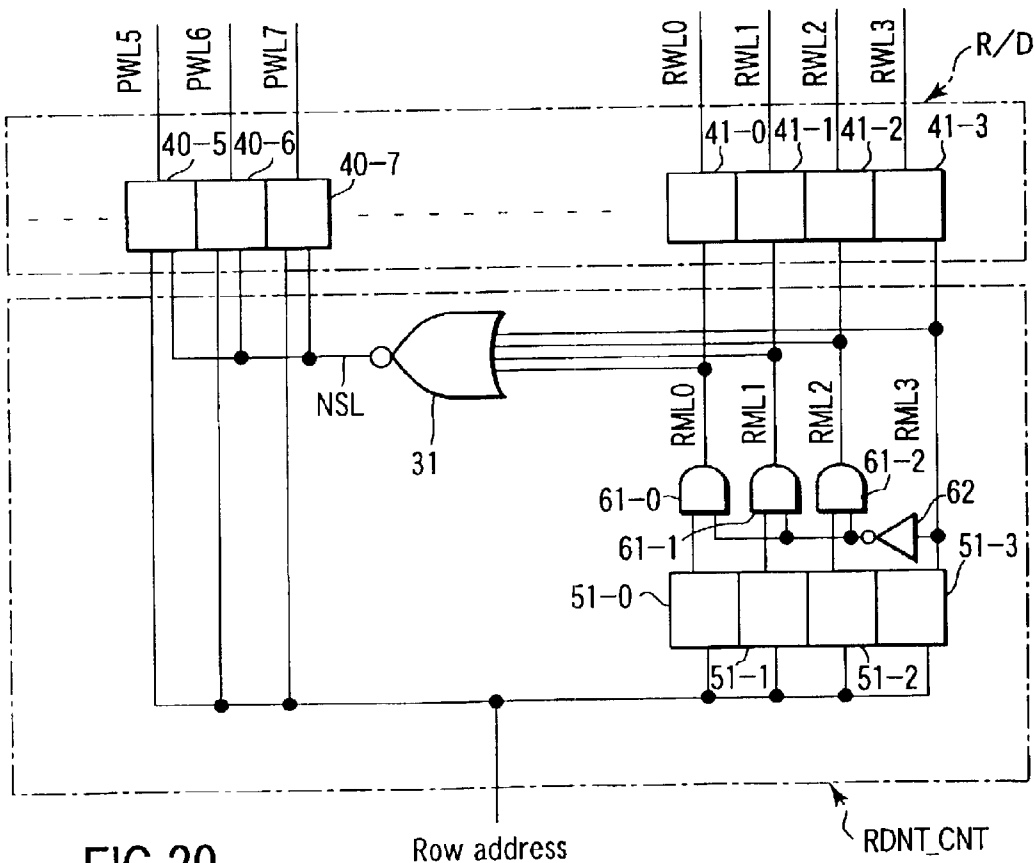 PWL5
PWL6
PWL7
RWL0
RWL1
RWL2
RWL3
R/D
40-5
40-6
40-7
41-0
41-1
41-2
41-3
NSL
31
RML0
RML1
RML2
RML3
61-0
61-1
61-2
62
51-0
51-1
51-2
51-3
Row address
RDNT_CNT
FIG.20